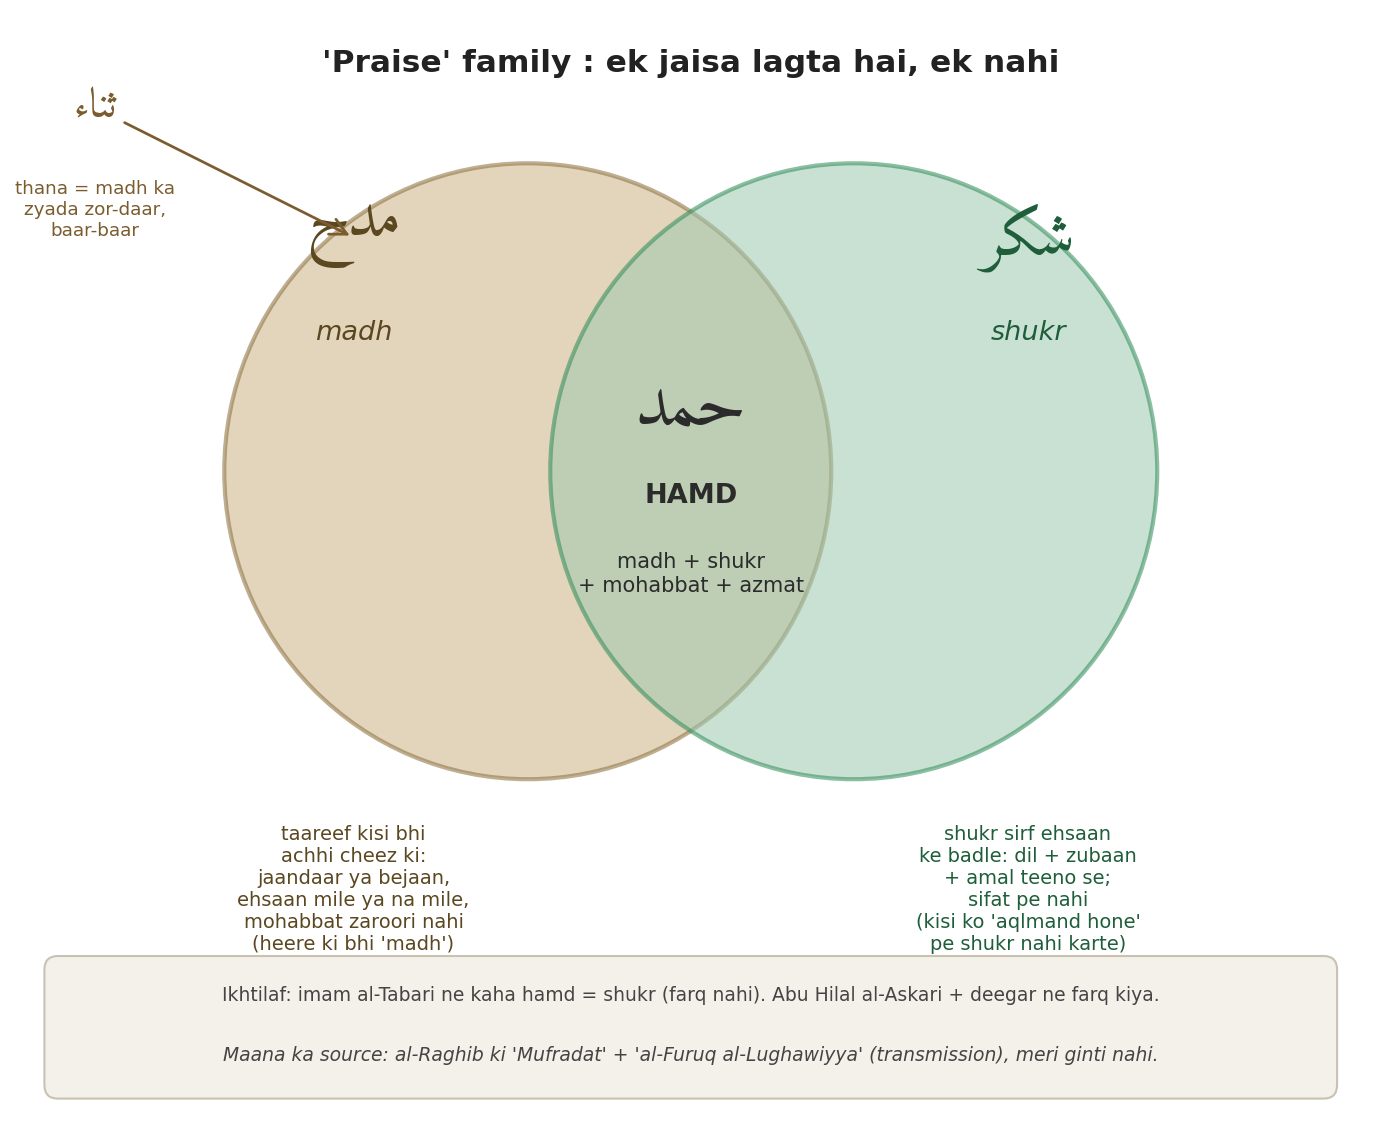 'Praise' family : ek jaisa lagta hai, ek nahi
ثناء
thana = madh ka
zyada zor-daar,
baar-baar
مدح
madh
شكر
shukr
حمد
HAMD
madh + shukr
+ mohabbat + azmat
taareef kisi bhi
achhi cheez ki:
jaandaar ya bejaan,
ehsaan mile ya na mile,
mohabbat zaroori nahi
(heere ki bhi 'madh')
shukr sirf ehsaan
ke badle: dil + zubaan
+ amal teeno se;
sifat pe nahi
(kisi ko 'aqlmand hone'
pe shukr nahi karte)
Ikhtilaf: imam al-Tabari ne kaha hamd = shukr (farq nahi). Abu Hilal al-Askari + deegar ne farq kiya.
Maana ka source: al-Raghib ki 'Mufradat' + 'al-Furuq al-Lughawiyya' (transmission), meri ginti nahi.